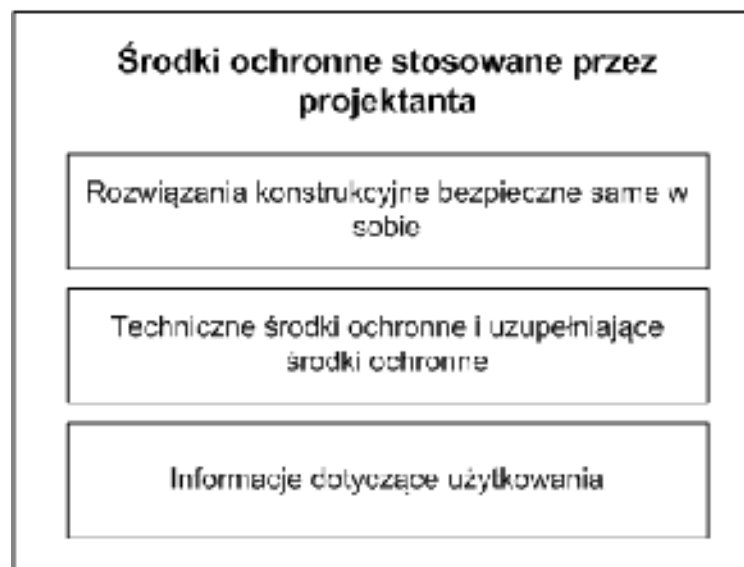 Środki ochronne stosowane przez
projektanta
Rozwiązania konstrukcyjne bezpieczne same w
sobie
Techniczne środki ochronne i uzupełniające
środki ochronne
Informacje dotyczące użytkowania